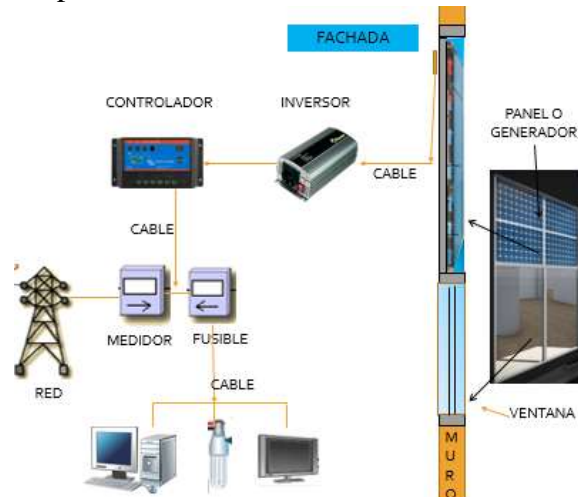 FACHADA
CONTROLADOR
INVERSOR
PANEL O
GENERADOR
CABLE
CABLE
MEDIDOR
FUSIBLE
RED
CABLE
VENTANA
M
U
R
O